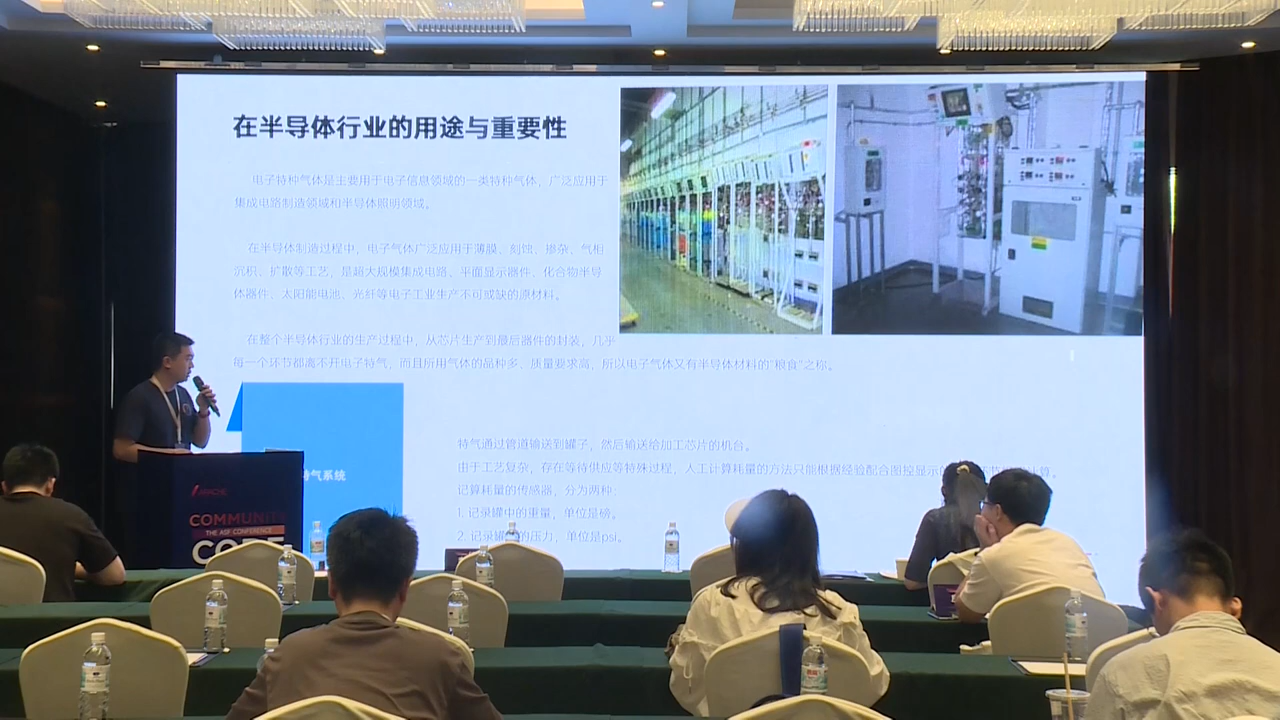 在半导体行业的用途与重要性
电子特种气体是主要用于电子信息领域的一类特种气体，广泛应用于
集成电路制造领域和半导体照明领域。
在半导体制造过程中，电子气体广泛应用于薄膜、刻蚀、掺杂、气相
沉积、扩散等工艺，是超大规模集成电路、平面显示器件、化合物半导
体器件、太阳能电池、光纤等电子工业生产不可或缺的原材料。
在整个半导体行业的生产过程中，从芯片生产到最后器件的封装，几乎
每一个环节都离不开电子特气，而且所用气体的品种多、质量要求高，所以电子气体又有半导体材料的“粮食”之称。
特气系统
特气通过管道输送到罐子，然后输送给加工芯片的机台。
由于工艺复杂，存在等待供应等特殊过程，人工计算耗量的方法只能根据经验配合图控显示的
记算耗量的传感器，分为两种：
1. 记录罐中的重量，单位是磅。
2. 记录罐的压力，单位是psi。
APACHE
COMMUNITY
THE ASF CONFERENCE
CODE